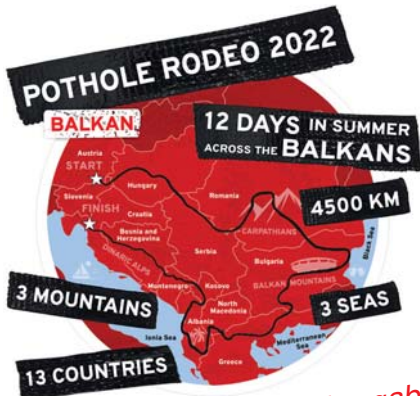 POTHOLE RODEO 2022
BALKAN
12 DAYS IN SUMMER
ACROSS THE BALKANS
Austria
START
4500 KM
Hungary
Romania
Slovenia
FINISH
Croatia
CARPATHIANS
Black Sea
Bosnia and
Herzegovina
Serbia
DINARIC ALPS
Bulgaria
BALKAN MOUNTAINS
3 MOUNTAINS
Montenegro
Kosovo
3 SEAS
North
Macedonia
Albania
Ionia Sea
Mediterranean
Sea
13 COUNTRIES
Greece